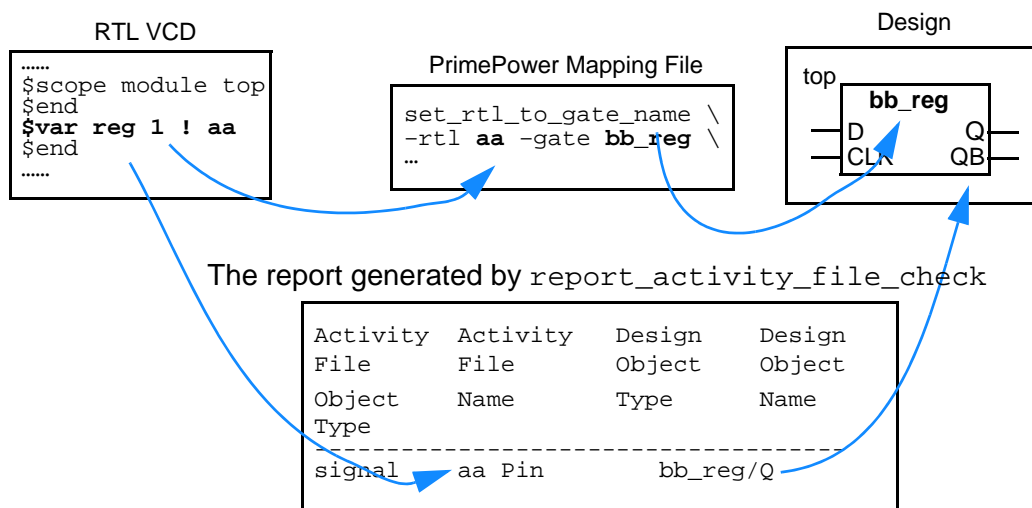 RTL VCD
……
$scope module top
$end
$var reg 1 ! aa
$end
……
PrimePower Mapping File
set_rtl_to_gate_name \
-rtl aa -gate bb_reg \
…
Design
top
bb_reg
D Q
CLK QB
The report generated by report_activity_file_check
Activity Activity Design Design
File File Object Object
Object Name Type Name
Type
-------------------------------------
signal aa Pin bb_reg/Q